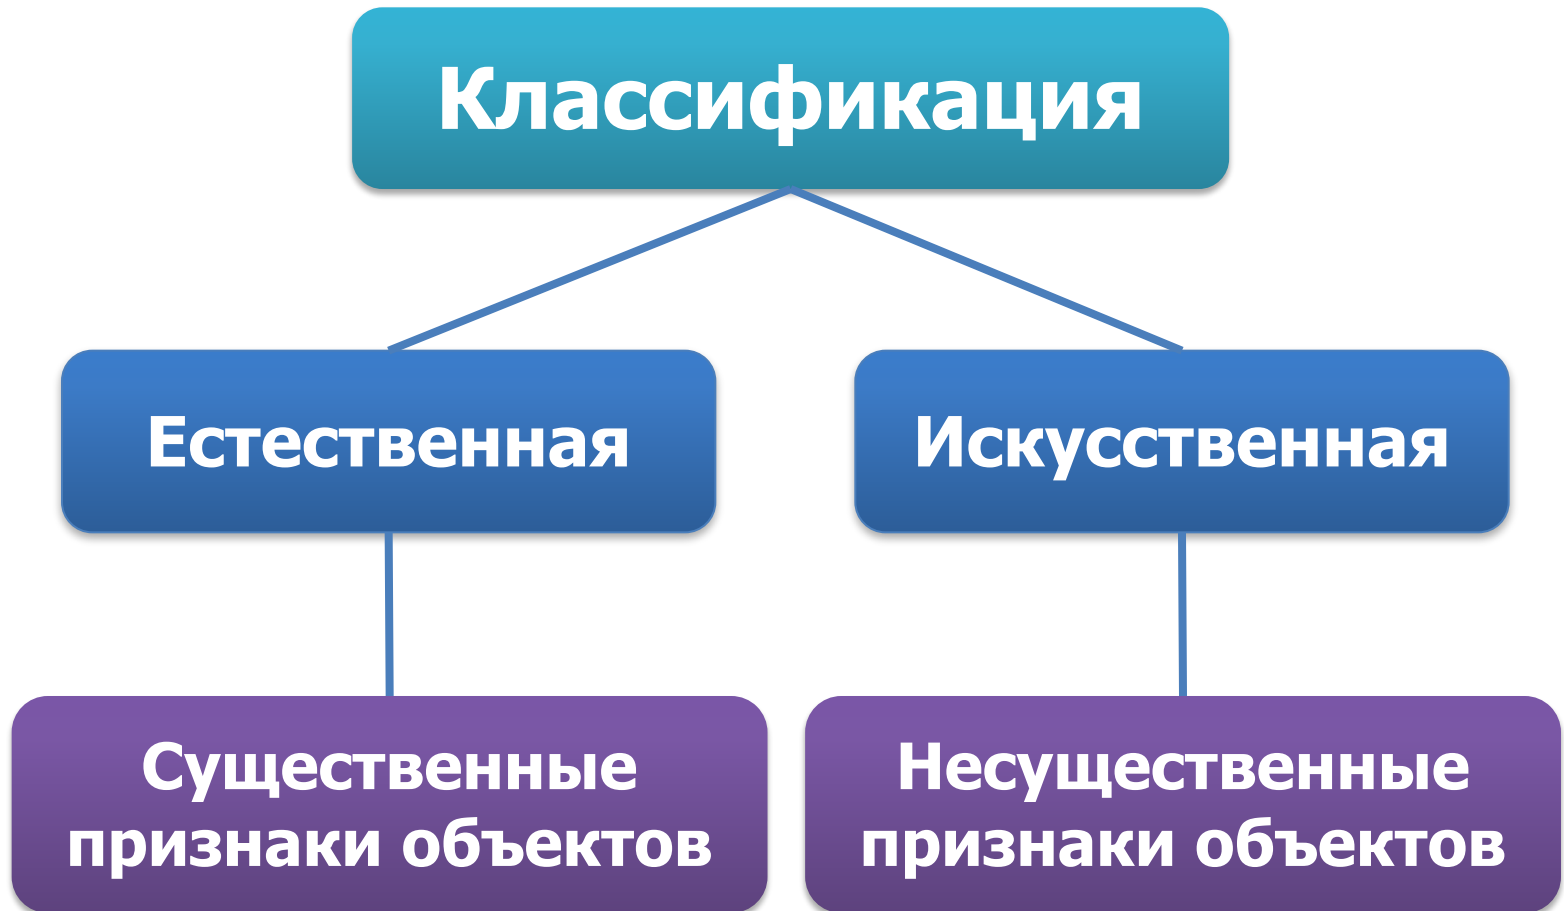 Классификация
Естественная
Искусственная
Существенные
признаки объектов
Несущественные
признаки объектов